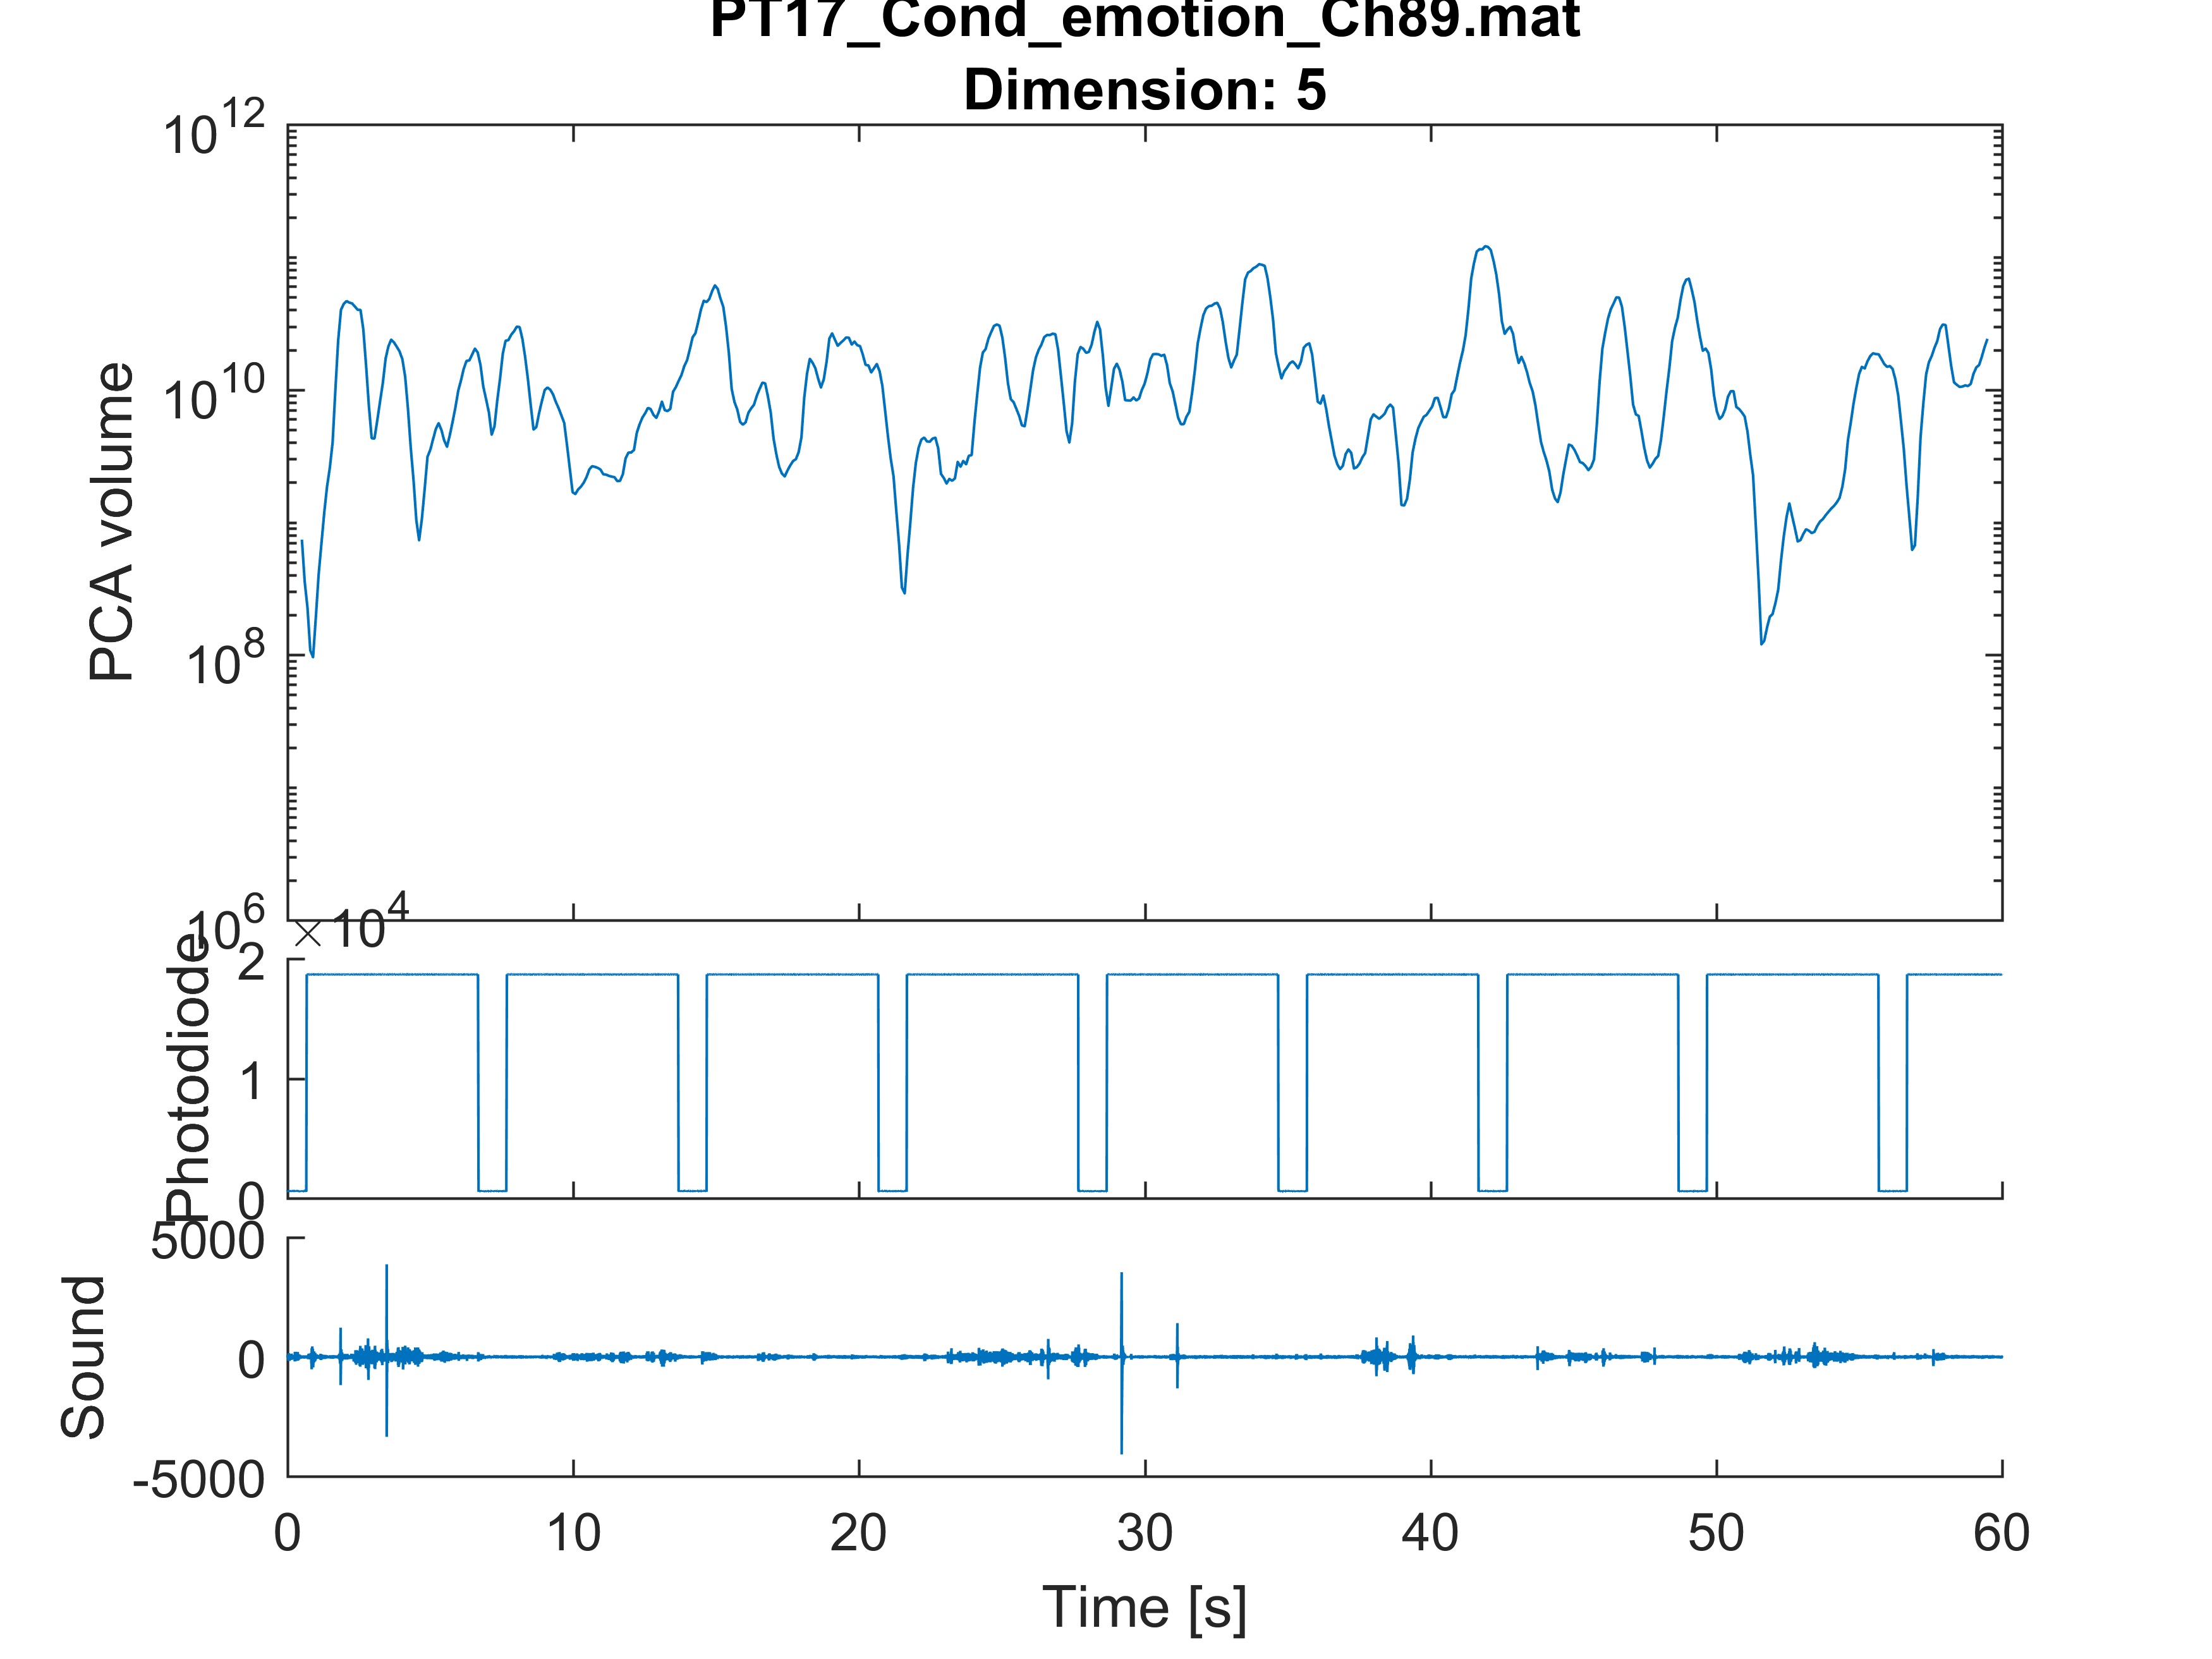 PT17_Cond_emotion_Ch89.mat
Dimension: 5
10^12
10^10
10^8
10^6
PCA volume
× 10^4
2
1
0
Photodiode
5000
0
-5000
Sound
0 10 20 30 40 50 60
Time [s]